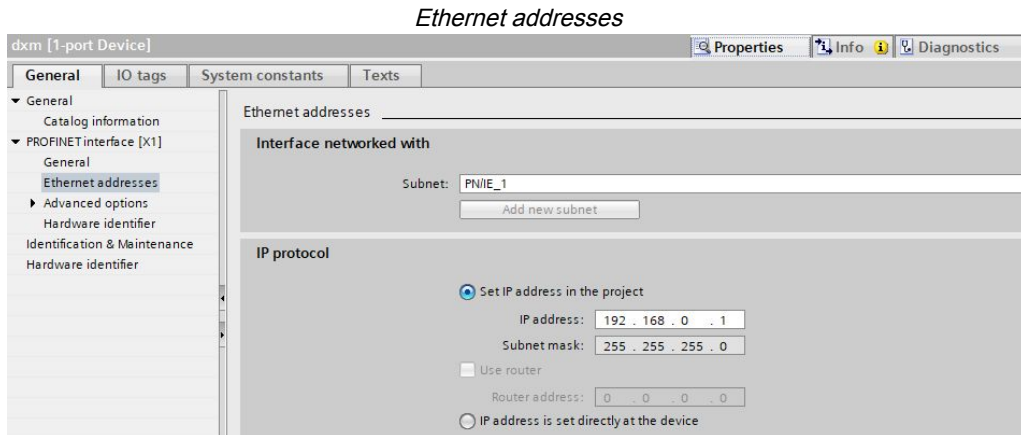 Ethernet addresses
dxm [1-port Device]
Properties
Info
Diagnostics
General
IO tags
System constants
Texts
General
Catalog information
PROFINET interface [X1]
General
Ethernet addresses
Advanced options
Hardware identifier
Identification & Maintenance
Hardware identifier
Ethernet addresses
Interface networked with
Subnet: PN/IE_1
Add new subnet
IP protocol
Set IP address in the project
IP address: 192 . 168 . 0 . 1
Subnet mask: 255 . 255 . 255 . 0
Use router
Router address: 0 . 0 . 0 . 0
IP address is set directly at the device